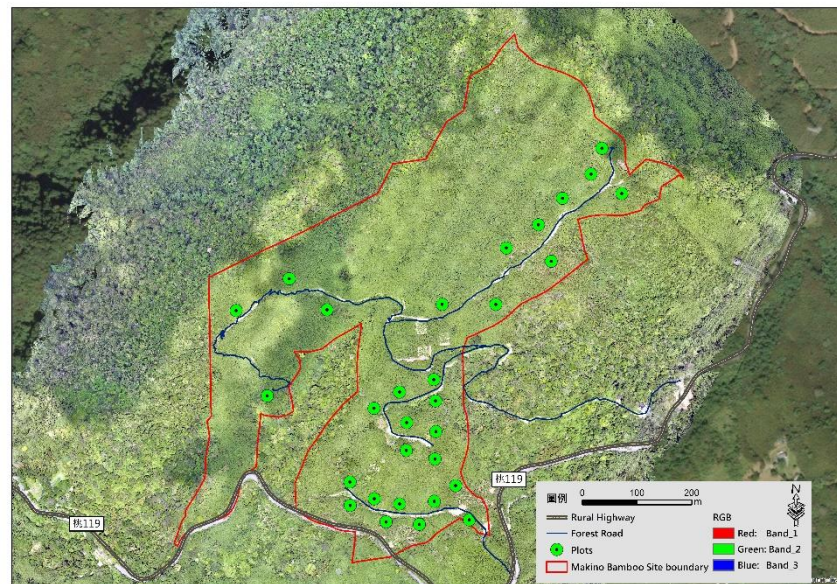 桃119
桃119
圖例
0 100 200
m
N
Rural Highway
Forest Road
Plots
Makino Bamboo Site boundary
RGB
Red: Band_1
Green: Band_2
Blue: Band_3